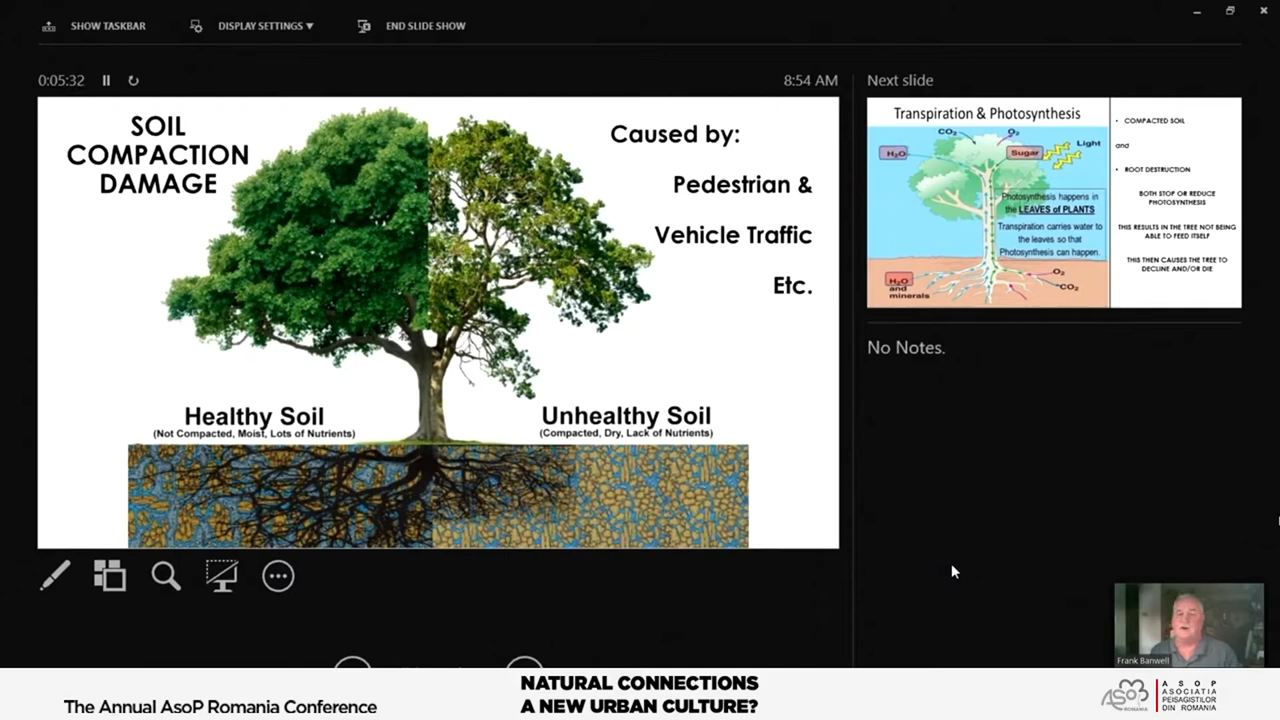 SHOW TASKBAR
DISPLAY SETTINGS
END SLIDE SHOW
0:05:32
8:54 AM
SOIL
COMPACTION
DAMAGE
Caused by:
Pedestrian &
Vehicle Traffic
Etc.
Healthy Soil
(Not Compacted, Moist, Lots of Nutrients)
Unhealthy Soil
(Compacted, Dry, Lack of Nutrients)
Next slide
Transpiration & Photosynthesis
CO₂
O₂
Light
H₂O
Sugar
Photosynthesis happens in
the LEAVES of PLANTS
Transpiration carries water to
the leaves so that
Photosynthesis can happen.
H₂O
and
minerals
O₂
CO₂
• COMPACTED SOIL
and
• ROOT DESTRUCTION
BOTH STOP OR REDUCE
PHOTOSYNTHESIS
THIS RESULTS IN THE TREE NOT BEING
ABLE TO FEED ITSELF
THIS THEN CAUSES THE TREE TO
DECLINE AND/OR DIE
No Notes.
Frank Banwell
The Annual AsoP Romania Conference
NATURAL CONNECTIONS
A NEW URBAN CULTURE?
ASoP
ROMANIA
A S O P
ASOCIATIA
PEISAGISTILOR
DIN ROMANIA